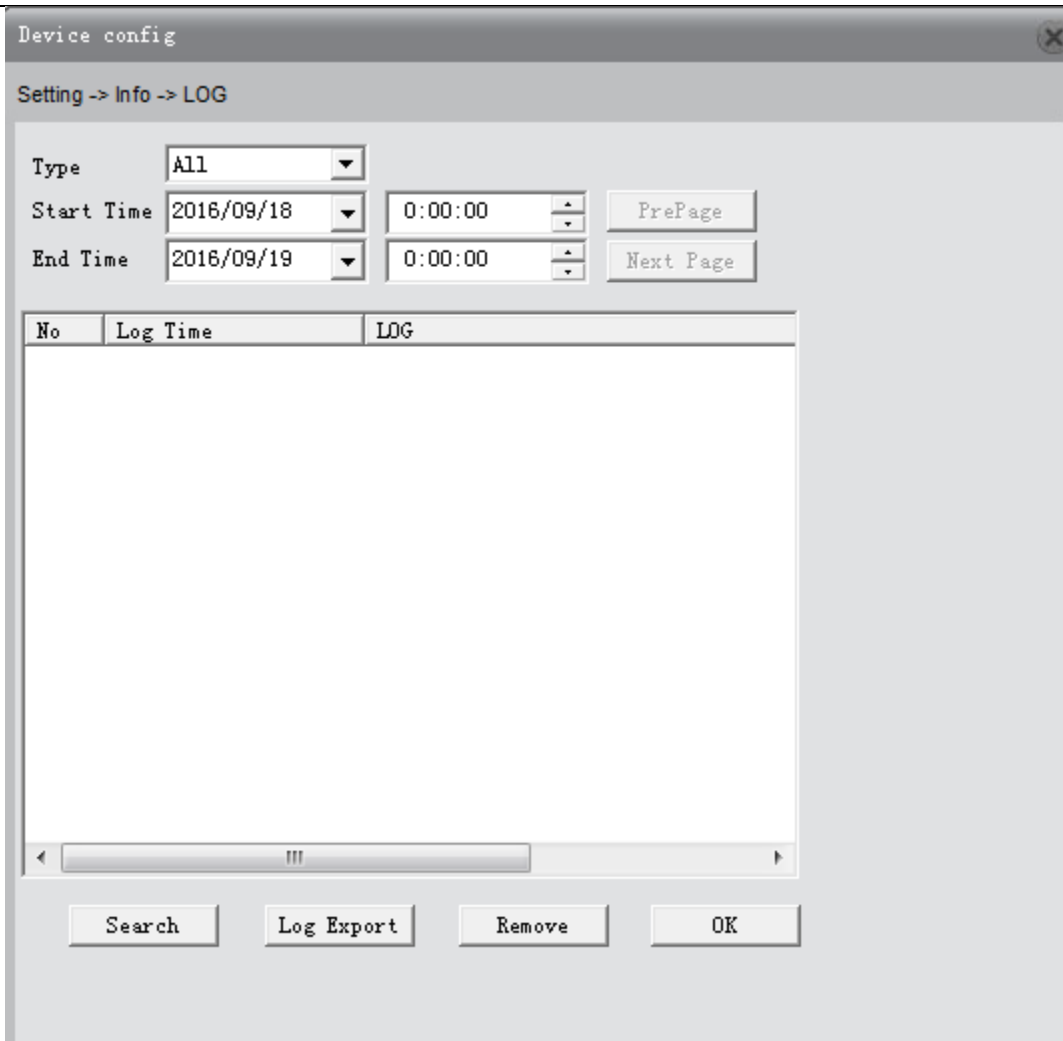 Device config
Setting -> Info -> LOG
Type All
Start Time 2016/09/18 0:00:00 PrePage
End Time 2016/09/19 0:00:00 Next Page
No Log Time LOG
Search Log Export Remove OK